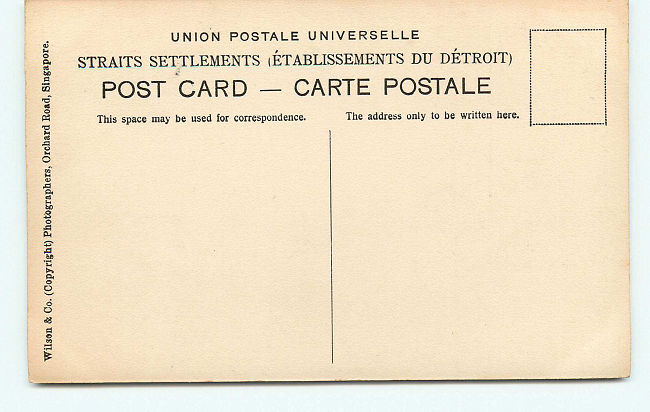 UNION POSTALE UNIVERSELLE
STRAITS SETTLEMENTS (ÉTABLISSEMENTS DU DÉTROIT)
POST CARD — CARTE POSTALE
This space may be used for correspondence.
The address only to be written here.
Wilson & Co. (Copyright) Photographers, Orchard Road, Singapore.